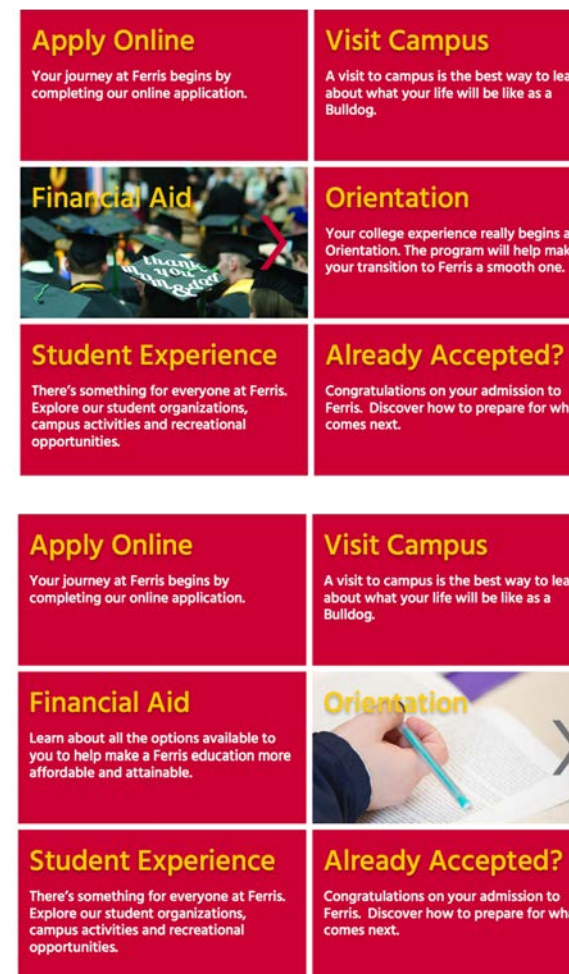 Apply Online
Your journey at Ferris begins by
completing our online application.
Visit Campus
A visit to campus is the best way to
about what your life will be like as a
Bulldog.
Financial Aid
thank
you
mom & dad
Orientation
Your college experience really begins
Orientation. The program will help
your transition to Ferris a smooth one.
Student Experience
There's something for everyone at Ferris.
Explore our student organizations,
campus activities and recreational
opportunities.
Already Accepted?
Congratulations on your admission to
Ferris. Discover how to prepare for
comes next.
Apply Online
Your journey at Ferris begins by
completing our online application.
Visit Campus
A visit to campus is the best way to
about what your life will be like as a
Bulldog.
Financial Aid
Learn about all the options available to
you to help make a Ferris education more
affordable and attainable.
Orientation
Student Experience
There's something for everyone at Ferris.
Explore our student organizations,
campus activities and recreational
opportunities.
Already Accepted?
Congratulations on your admission to
Ferris. Discover how to prepare for
comes next.